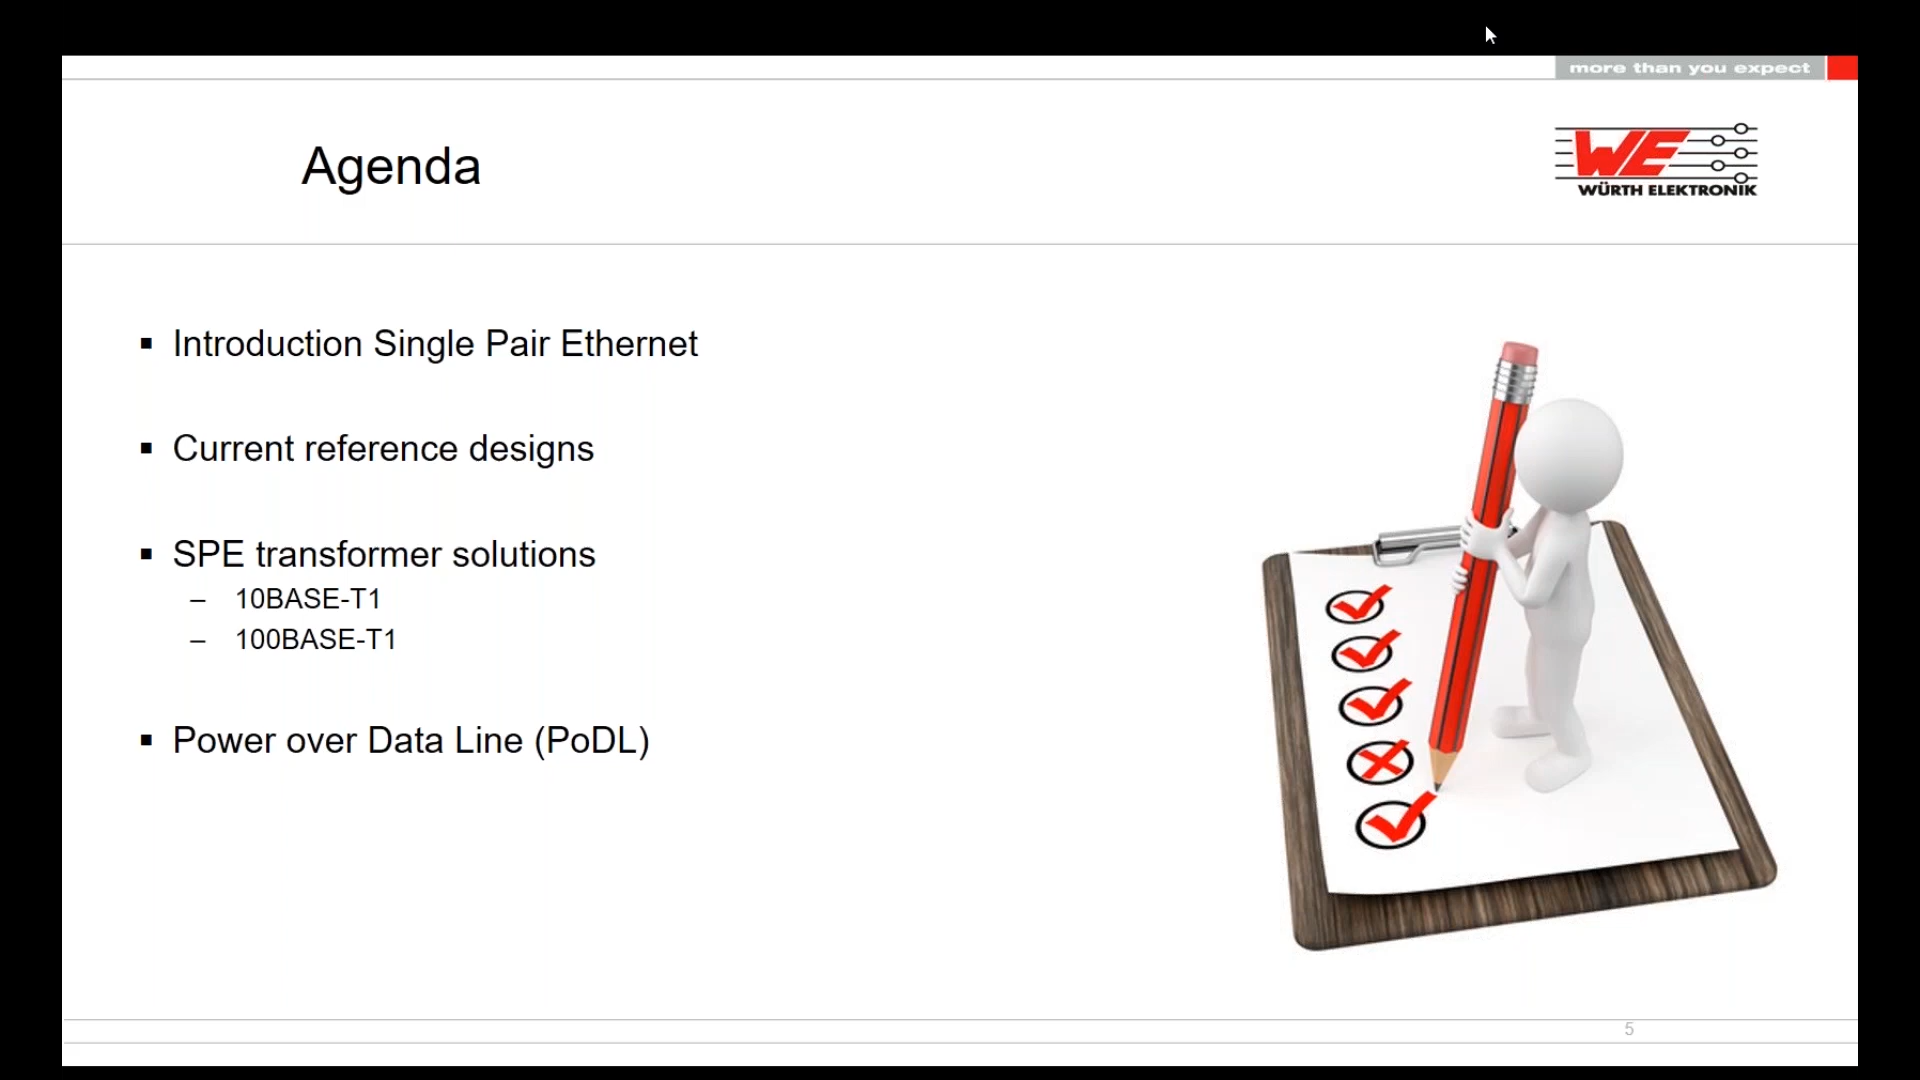 more than you expect
Agenda
WE
WÜRTH ELEKTRONIK
▪ Introduction Single Pair Ethernet
▪ Current reference designs
▪ SPE transformer solutions
– 10BASE-T1
– 100BASE-T1
▪ Power over Data Line (PoDL)
5